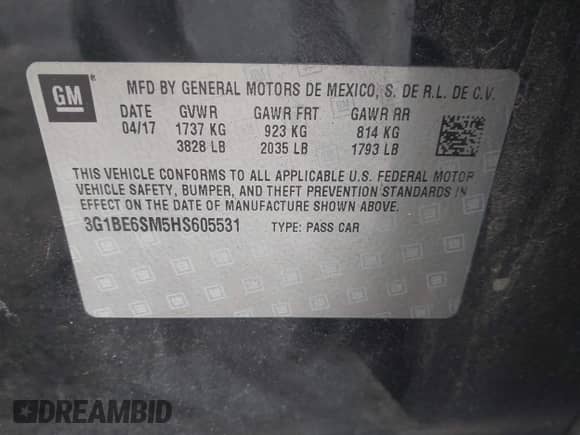 GM
MFD BY GENERAL MOTORS DE MEXICO, S. DE R.L. DE C.V.
DATE GVWR GAWR FRT GAWR RR
04/17 1737 KG 923 KG 814 KG
3828 LB 2035 LB 1793 LB
THIS VEHICLE CONFORMS TO ALL APPLICABLE U.S. FEDERAL MOTOR
VEHICLE SAFETY, BUMPER, AND THEFT PREVENTION STANDARDS IN
EFFECT ON THE DATE OF MANUFACTURE SHOWN ABOVE.
3G1BE6SM5HS605531 TYPE: PASS CAR
DREAMBID